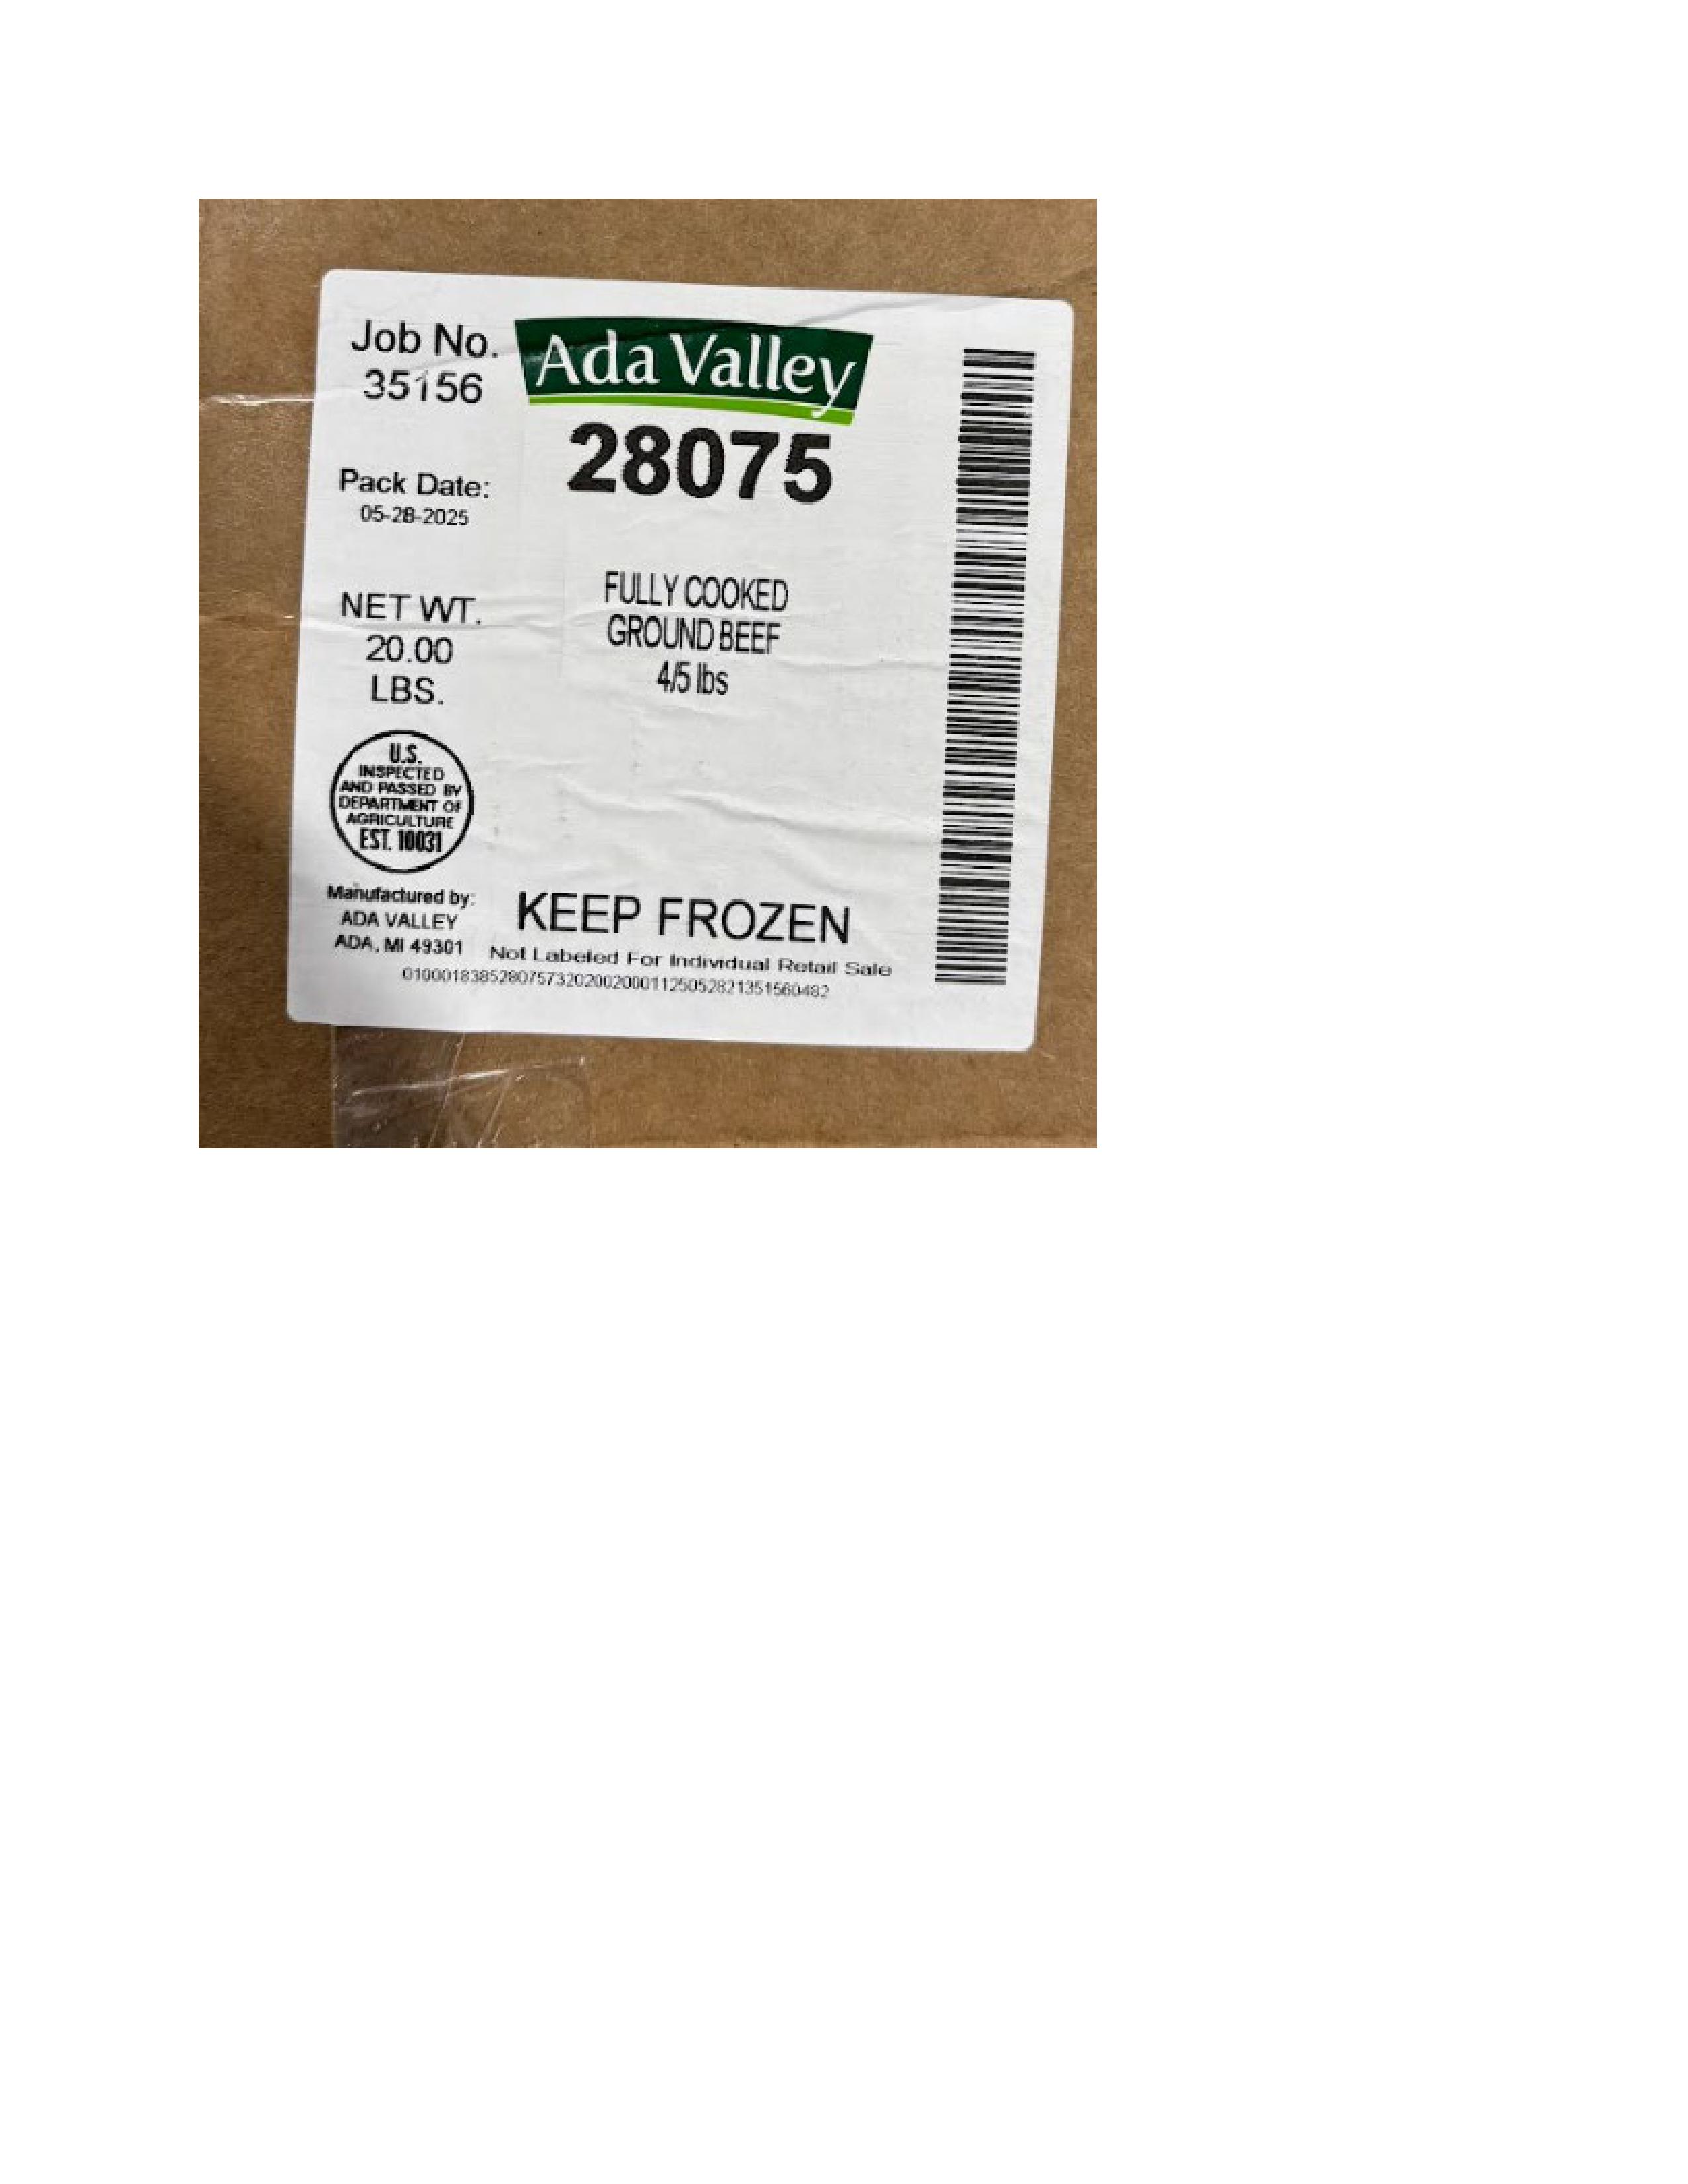 Job No.
35156
Ada Valley
28075
Pack Date:
05-28-2025
NET WT.
20.00
LBS.
FULLY COOKED
GROUND BEEF
4/5 lbs
U.S.
INSPECTED
AND PASSED BY
DEPARTMENT OF
AGRICULTURE
EST. 10031
Manufactured by:
ADA VALLEY
ADA, MI 49301
KEEP FROZEN
Not Labeled For Individual Retail Sale
010001838528075732020020001125052821351560482